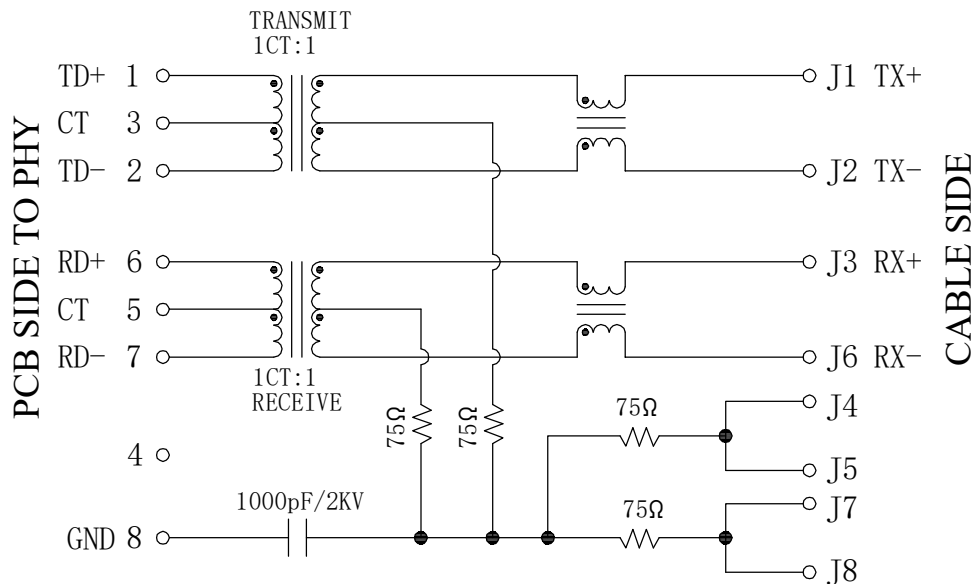 TRANSMIT
1CT:1
TD+ 1
CT 3
TD- 2
J1 TX+
J2 TX-
PCB SIDE TO PHY
CABLE SIDE
RD+ 6
CT 5
RD- 7
J3 RX+
J6 RX-
1CT:1
RECEIVE
75Ω
75Ω
75Ω
J4
J5
4
1000pF/2KV
GND 8
75Ω
J7
J8